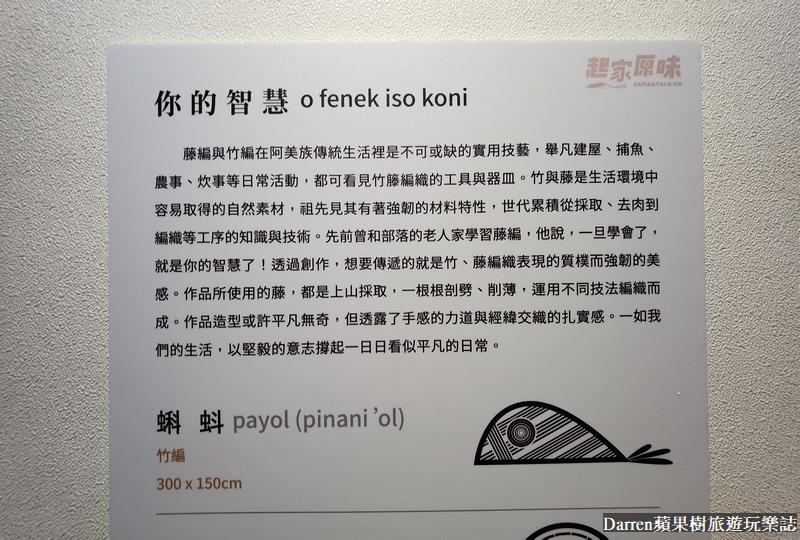 起家原味
SAPISATALO'AN
你的智慧 o fenek iso koni
藤編與竹編在阿美族傳統生活裡是不可或缺的實用技藝，舉凡建屋、捕魚、
農事、炊事等日常活動，都可看見竹籐編織的工具與器皿。竹與藤是生活環境中
容易取得的自然素材，祖先見其有著強韌的材料特性，世代累積從採取、去肉到
編織等工序的知識與技術。先前曾和部落的老人家學習藤編，他說，一旦學會了，
就是你的智慧了！透過創作，想要傳遞的就是竹、藤編織表現的質樸而強韌的美
感。作品所使用的藤，都是上山採取，一根根剖劈、削薄，運用不同技法編織而
成。作品造型或許平凡無奇，但透露了手感的力道與經緯交織的扎實感。一如我
們的生活，以堅毅的意志撐起一日日看似平凡的日常。
蝌蚪 payol (pinani ’ol)
竹編
300 x 150cm
Darren蘋果樹旅遊玩樂誌